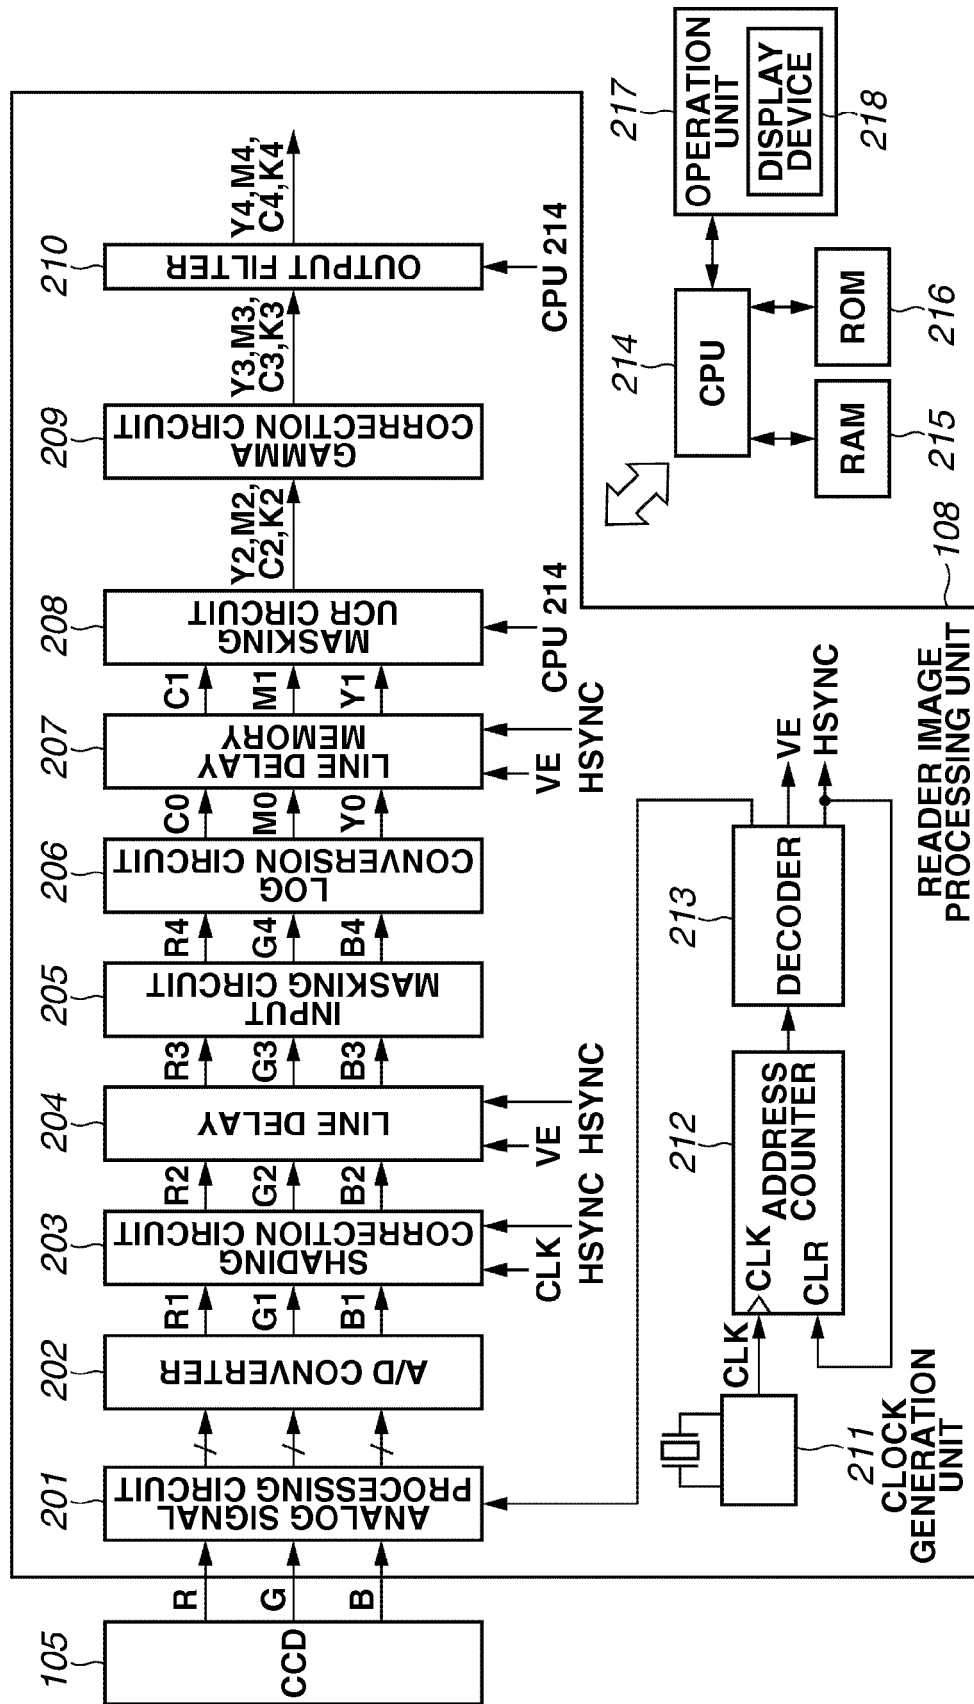 105
CCD
R
G
B
201
ANALOG SIGNAL
PROCESSING CIRCUIT
202
A/D CONVERTER
R1
G1
B1
203
SHADING
CORRECTION CIRCUIT
CLK
HSYNC
R2
G2
B2
204
LINE DELAY
VE
HSYNC
R3
G3
B3
205
INPUT
MASKING CIRCUIT
R4
G4
B4
206
LOG
CONVERSION CIRCUIT
C0
M0
Y0
207
LINE DELAY
MEMORY
VE
HSYNC
C1
M1
Y1
208
MASKING
UCR CIRCUIT
CPU 214
Y2,M2,
C2,K2
209
GAMMA
CORRECTION CIRCUIT
Y3,M3,
C3,K3
210
OUTPUT FILTER
CPU 214
Y4,M4,
C4,K4
211
CLOCK
GENERATION
UNIT
CLK
212
CLK
ADDRESS
COUNTER
CLR
213
DECODER
VE
HSYNC
READER IMAGE
PROCESSING UNIT
108
214
CPU
215
RAM
216
ROM
217
OPERATION
UNIT
DISPLAY
DEVICE
218